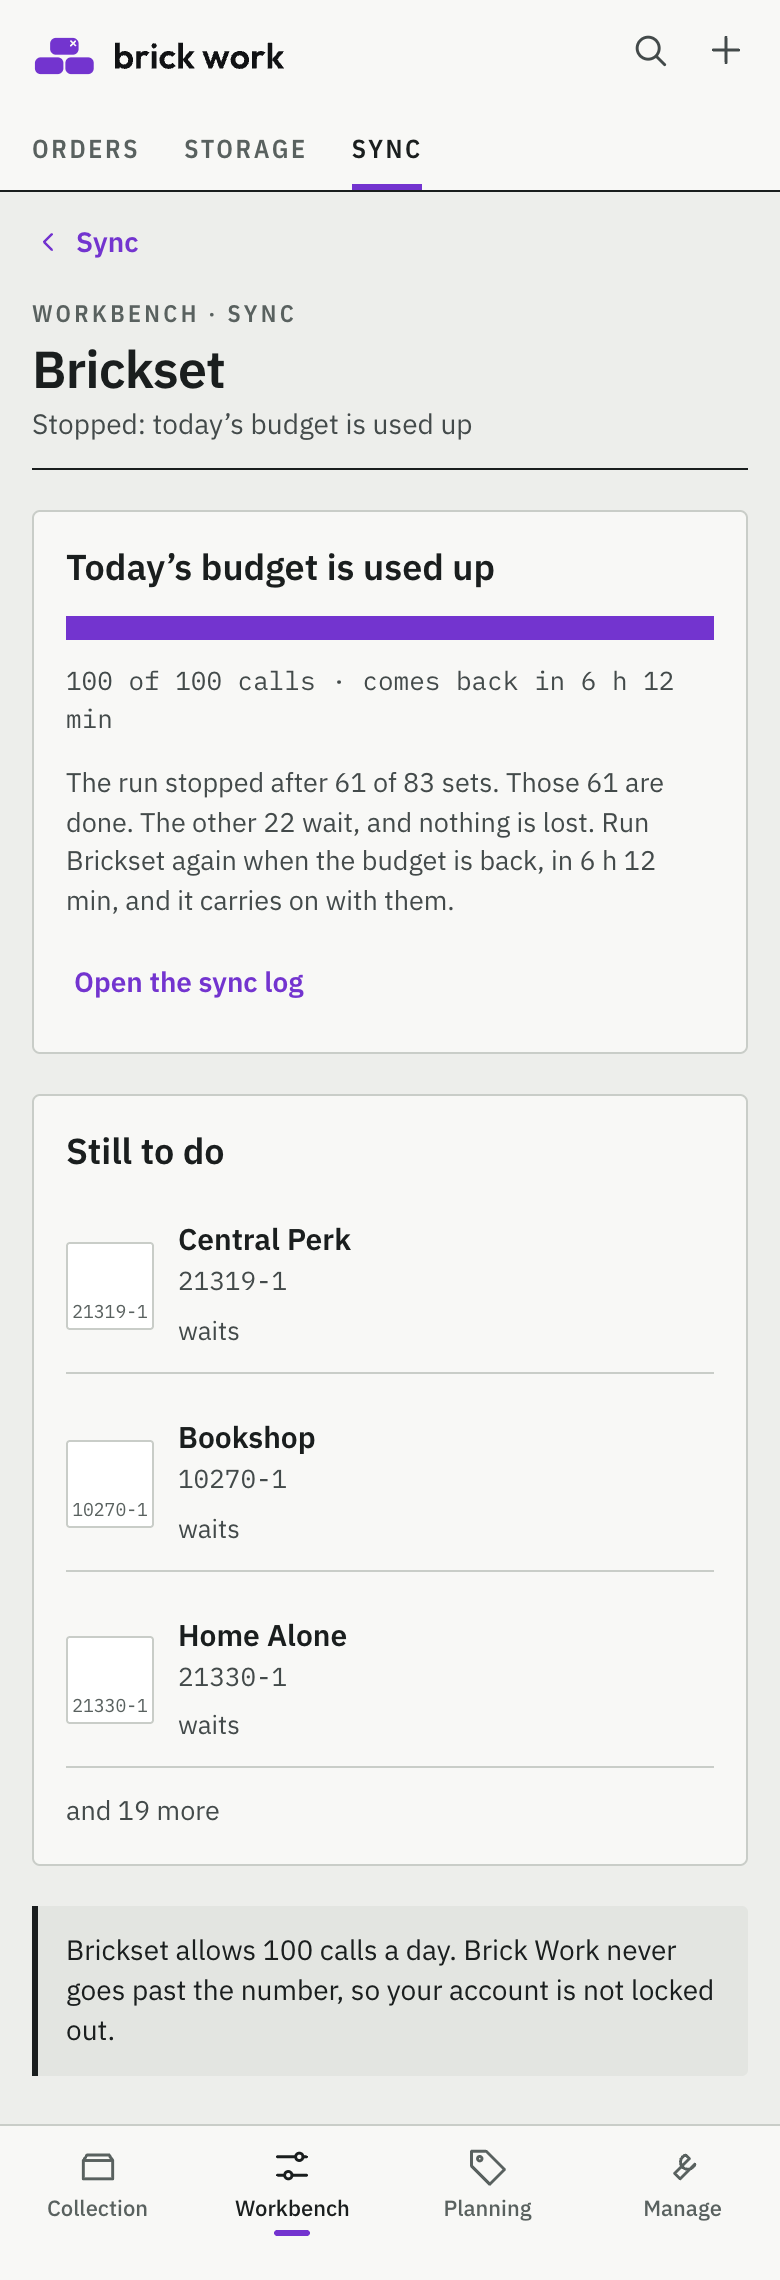 brick work
ORDERS STORAGE SYNC
Sync
WORKBENCH · SYNC
Brickset
Stopped: today’s budget is used up
Today’s budget is used up
100 of 100 calls · comes back in 6 h 12
min
The run stopped after 61 of 83 sets. Those 61 are
done. The other 22 wait, and nothing is lost. Run
Brickset again when the budget is back, in 6 h 12
min, and it carries on with them.
Open the sync log
Still to do
Central Perk
21319-1
21319-1
waits
Bookshop
10270-1
10270-1
waits
Home Alone
21330-1
21330-1
waits
and 19 more
Brickset allows 100 calls a day. Brick Work never
goes past the number, so your account is not locked
out.
Collection Workbench Planning Manage